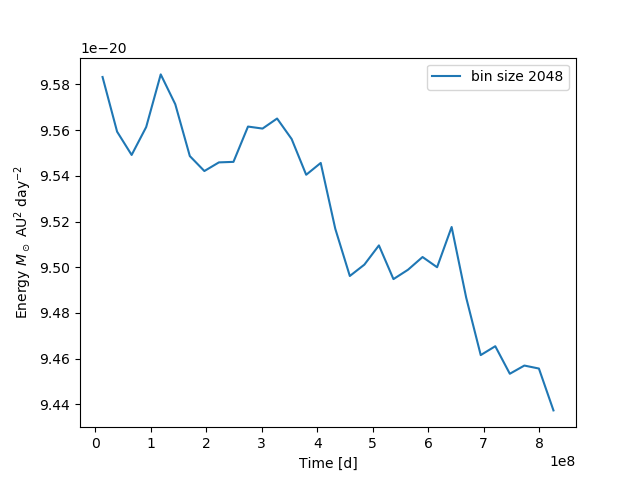 1e−20
bin size 2048
9.58
9.56
9.54
9.52
9.50
9.48
9.46
9.44
Energy M⊙ AU² day⁻²
0 1 2 3 4 5 6 7 8
1e8
Time [d]